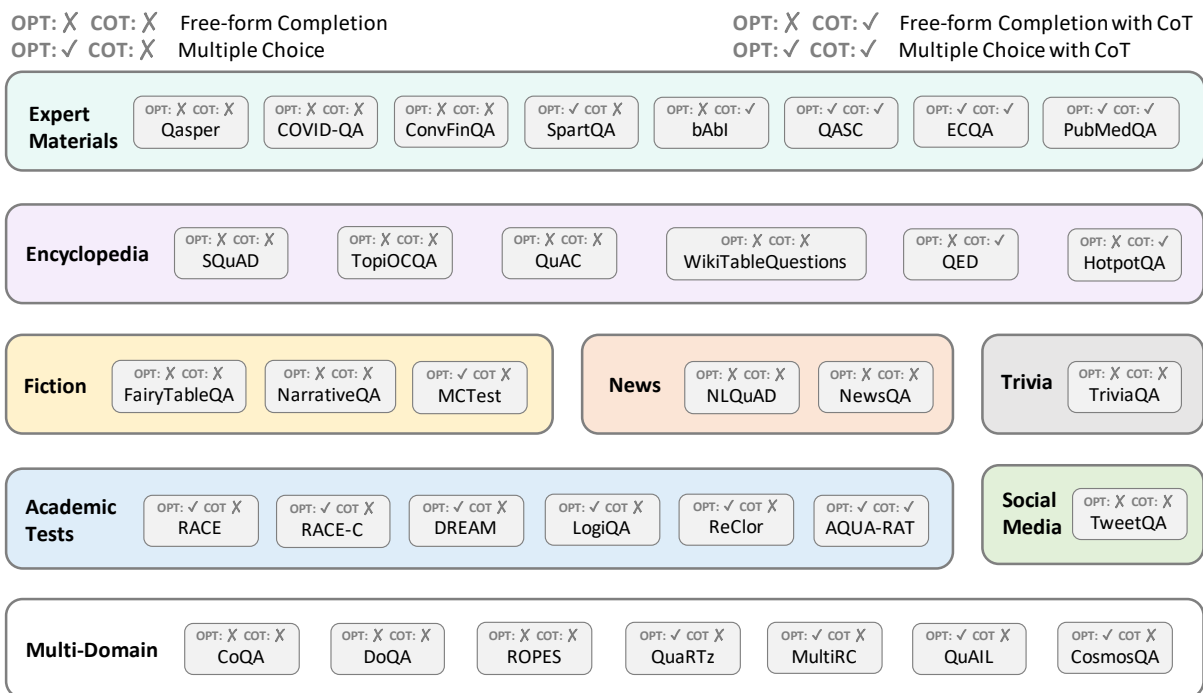 OPT: ✗ COT: ✗ Free-form Completion
OPT: ✗ COT: ✓ Free-form Completion with CoT
OPT: ✓ COT: ✗ Multiple Choice
OPT: ✓ COT: ✓ Multiple Choice with CoT
Expert
Materials
OPT: ✗ COT: ✗
Qasper
OPT: ✗ COT: ✗
COVID-QA
OPT: ✗ COT: ✗
ConvFinQA
OPT: ✓ COT ✗
SpartQA
OPT: ✗ COT: ✓
bAbI
OPT: ✓ COT: ✓
QASC
OPT: ✓ COT: ✓
ECQA
OPT: ✓ COT: ✓
PubMedQA
Encyclopedia
OPT: ✗ COT: ✗
SQuAD
OPT: ✗ COT: ✗
TopiOCQA
OPT: ✗ COT: ✗
QuAC
OPT: ✗ COT: ✗
WikiTableQuestions
OPT: ✗ COT: ✓
QED
OPT: ✗ COT: ✓
HotpotQA
Fiction
OPT: ✗ COT: ✗
FairyTableQA
OPT: ✗ COT: ✗
NarrativeQA
OPT: ✓ COT ✗
MCTest
News
OPT: ✗ COT: ✗
NLQuAD
OPT: ✗ COT: ✗
NewsQA
Trivia
OPT: ✗ COT: ✗
TriviaQA
Academic
Tests
OPT: ✓ COT ✗
RACE
OPT: ✓ COT ✗
RACE-C
OPT: ✓ COT ✗
DREAM
OPT: ✓ COT ✗
LogiQA
OPT: ✓ COT ✗
ReClor
OPT: ✓ COT: ✓
AQUA-RAT
Social
Media
OPT: ✗ COT: ✗
TweetQA
Multi-Domain
OPT: ✗ COT: ✗
CoQA
OPT: ✗ COT: ✗
DoQA
OPT: ✗ COT: ✗
ROPES
OPT: ✓ COT ✗
QuaRTz
OPT: ✓ COT ✗
MultiRC
OPT: ✓ COT ✗
QuAIL
OPT: ✓ COT ✗
CosmosQA